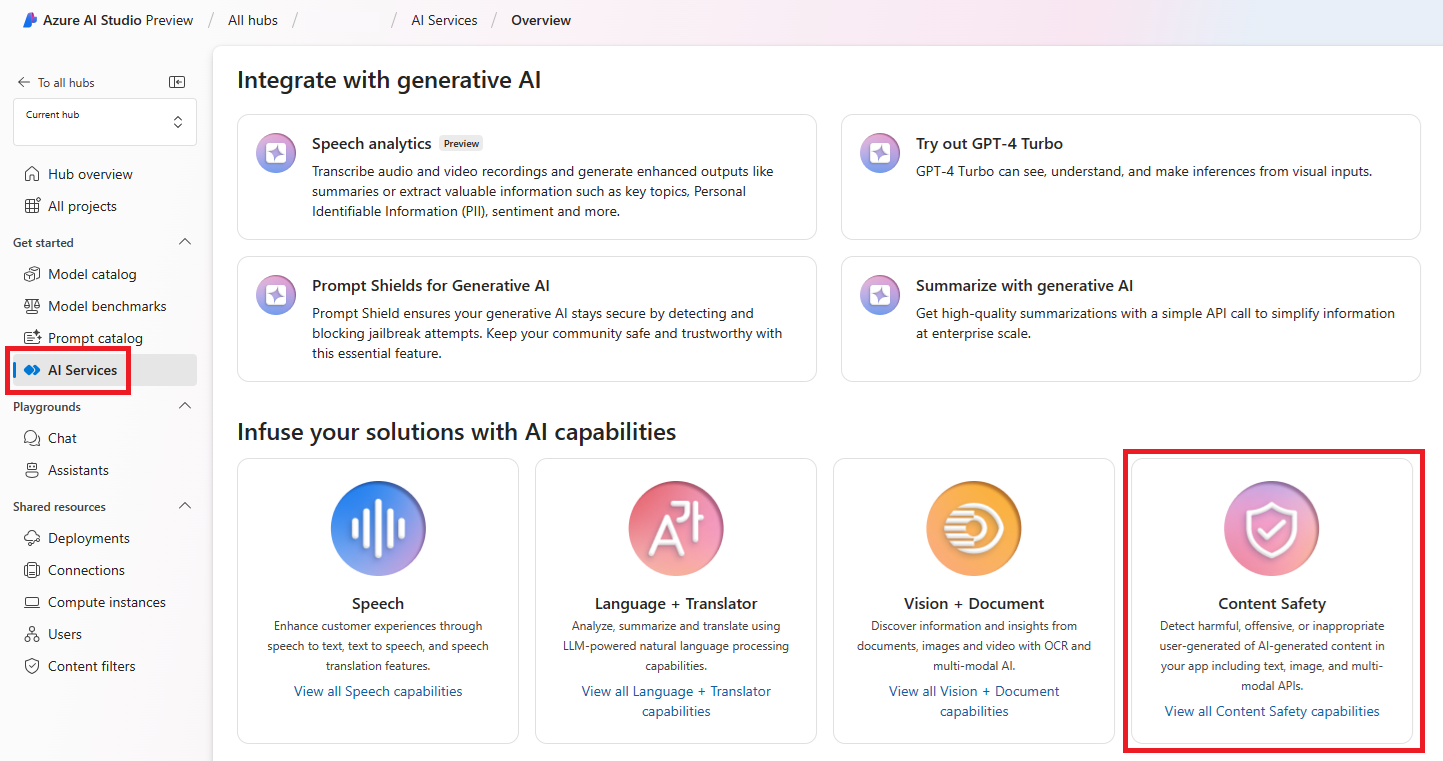 Azure AI Studio Preview / All hubs / / AI Services / Overview
To all hubs
Current hub
Hub overview
All projects
Get started
Model catalog
Model benchmarks
Prompt catalog
AI Services
Playgrounds
Chat
Assistants
Shared resources
Deployments
Connections
Compute instances
Users
Content filters
Integrate with generative AI
Speech analytics Preview
Transcribe audio and video recordings and generate enhanced outputs like
summaries or extract valuable information such as key topics, Personal
Identifiable Information (PII), sentiment and more.
Try out GPT-4 Turbo
GPT-4 Turbo can see, understand, and make inferences from visual inputs.
Prompt Shields for Generative AI
Prompt Shield ensures your generative AI stays secure by detecting and
blocking jailbreak attempts. Keep your community safe and trustworthy with
this essential feature.
Summarize with generative AI
Get high-quality summarizations with a simple API call to simplify information
at enterprise scale.
Infuse your solutions with AI capabilities
Speech
Enhance customer experiences through
speech to text, text to speech, and speech
translation features.
View all Speech capabilities
A가
Language + Translator
Analyze, summarize and translate using
LLM-powered natural language processing
capabilities.
View all Language + Translator
capabilities
Vision + Document
Discover information and insights from
documents, images and video with OCR and
multi-modal AI.
View all Vision + Document
capabilities
Content Safety
Detect harmful, offensive, or inappropriate
user-generated of AI-generated content in
your app including text, image, and multi-
modal APIs.
View all Content Safety capabilities